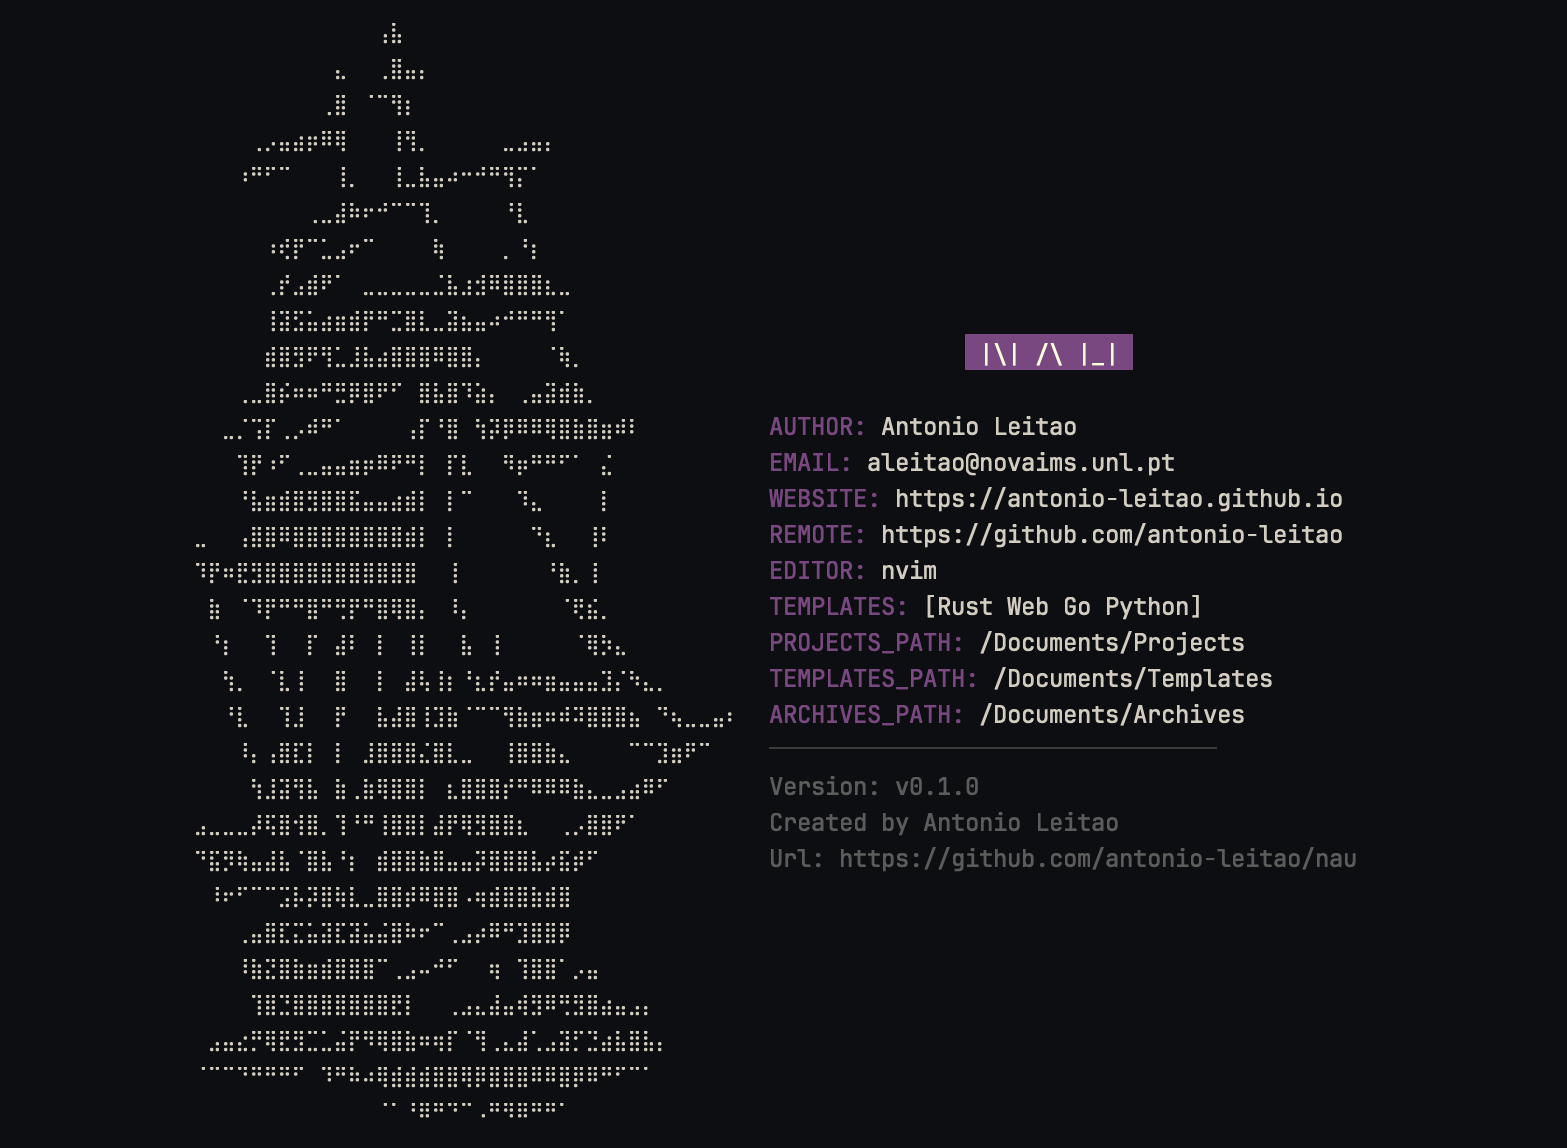 |\| /\ |_|
AUTHOR: Antonio Leitao
EMAIL: aleitao@novaims.unl.pt
WEBSITE: https://antonio-leitao.github.io
REMOTE: https://github.com/antonio-leitao
EDITOR: nvim
TEMPLATES: [Rust Web Go Python]
PROJECTS_PATH: /Documents/Projects
TEMPLATES_PATH: /Documents/Templates
ARCHIVES_PATH: /Documents/Archives
Version: v0.1.0
Created by Antonio Leitao
Url: https://github.com/antonio-leitao/nau